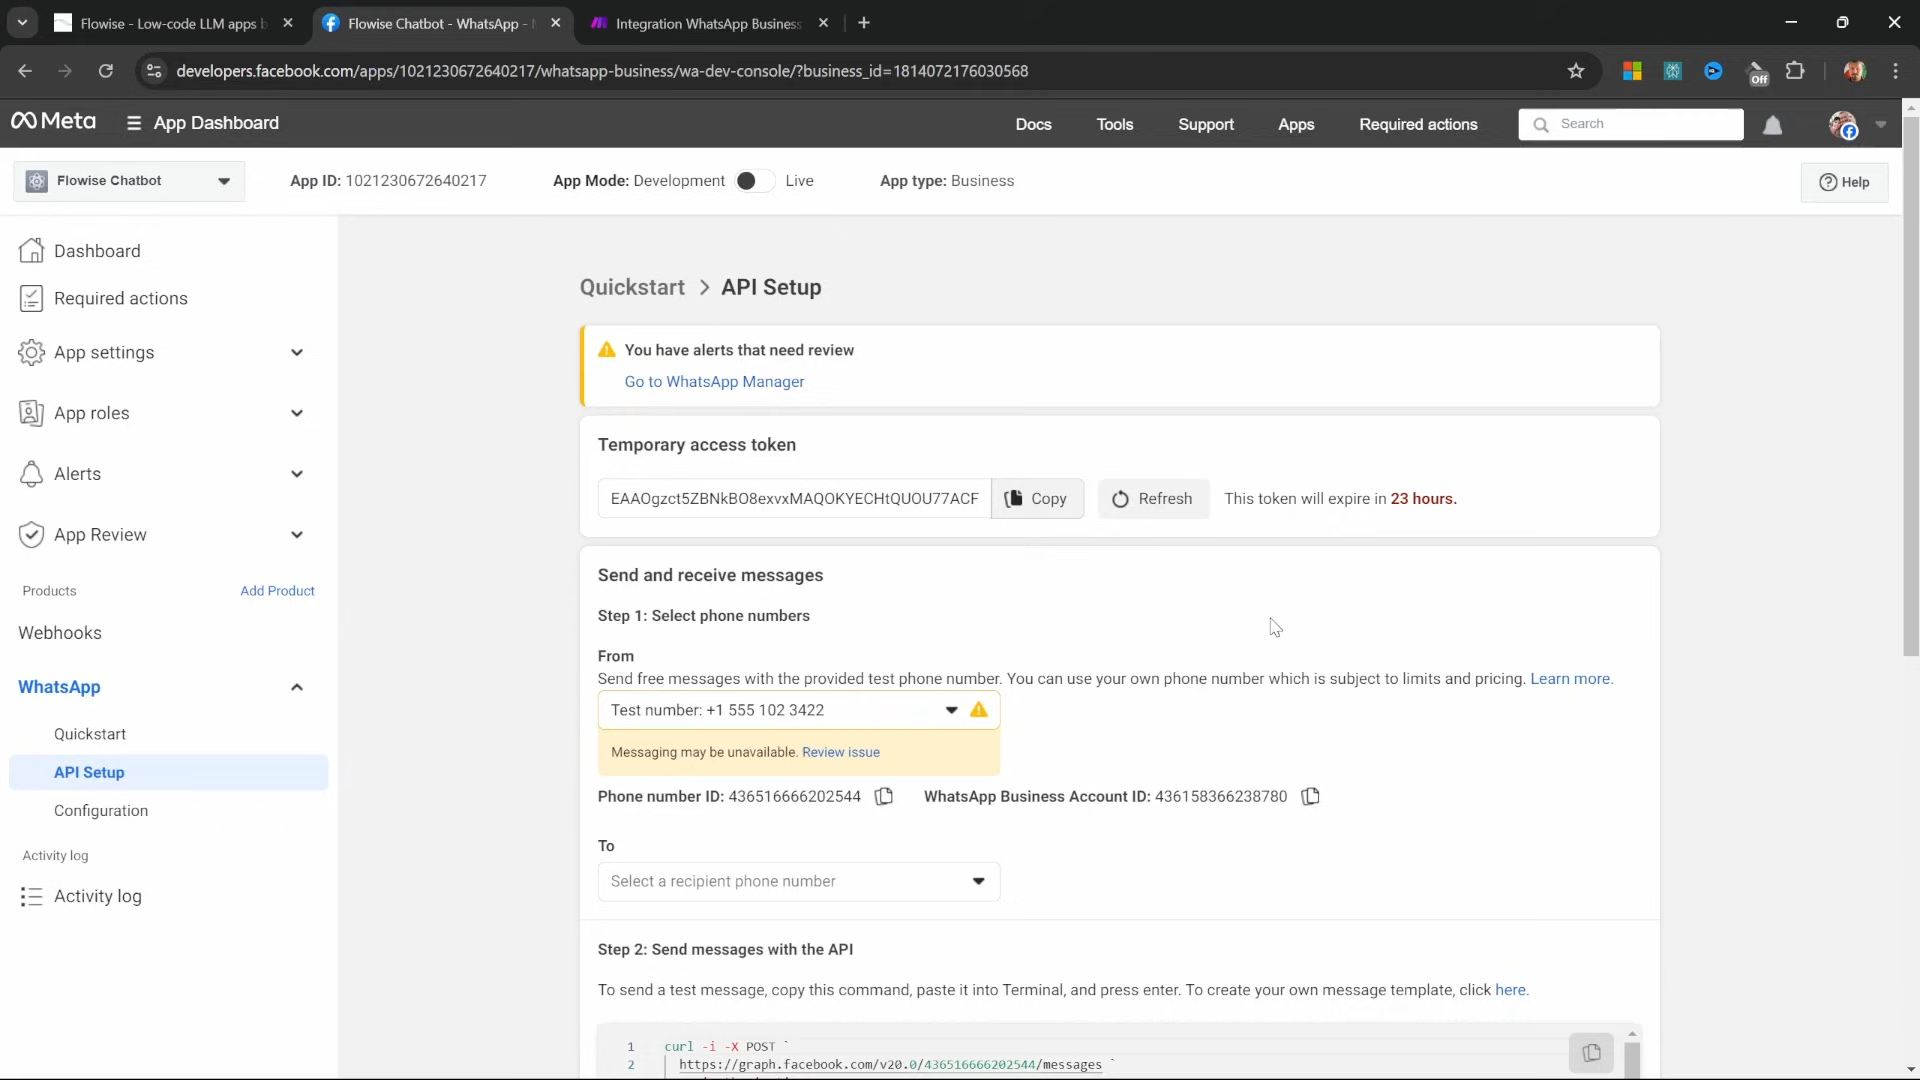 Flowise - Low-code LLM apps b
Flowise Chatbot - WhatsApp -
Integration WhatsApp Business
developers.facebook.com/apps/1021230672640217/whatsapp-business/wa-dev-console/?business_id=1814072176030568
Off
Meta
App Dashboard
Docs
Tools
Support
Apps
Required actions
Search
Flowise Chatbot
App ID: 1021230672640217
App Mode: Development
Live
App type: Business
Help
Dashboard
Required actions
App settings
App roles
Alerts
App Review
Products
Add Product
Webhooks
WhatsApp
Quickstart
API Setup
Configuration
Activity log
Activity log
Quickstart > API Setup
You have alerts that need review
Go to WhatsApp Manager
Temporary access token
EAAOgzct5ZBNkBO8exvxMAQOKYECHtQUOU77ACF
Copy
Refresh
This token will expire in 23 hours.
Send and receive messages
Step 1: Select phone numbers
From
Send free messages with the provided test phone number. You can use your own phone number which is subject to limits and pricing. Learn more.
Test number: +1 555 102 3422
Messaging may be unavailable. Review issue
Phone number ID: 436516666202544
WhatsApp Business Account ID: 436158366238780
To
Select a recipient phone number
Step 2: Send messages with the API
To send a test message, copy this command, paste it into Terminal, and press enter. To create your own message template, click here.
1 curl -i -X POST `
2 https://graph.facebook.com/v20.0/436516666202544/messages `